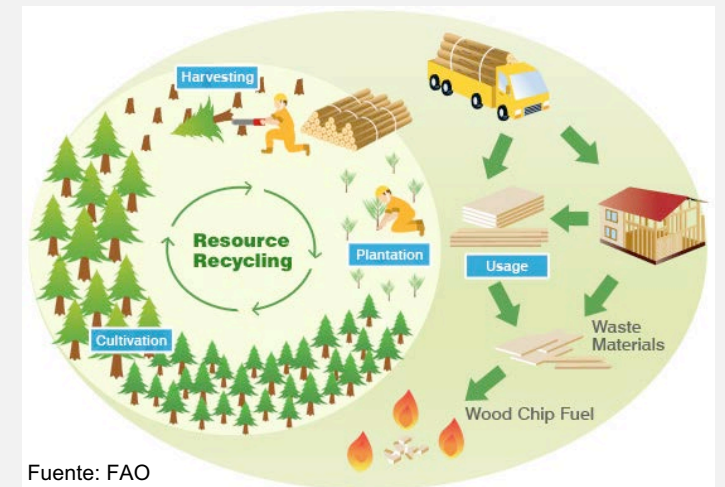 Harvesting
Resource
Recycling
Plantation
Usage
Cultivation
Waste
Materials
Wood Chip Fuel
Fuente: FAO